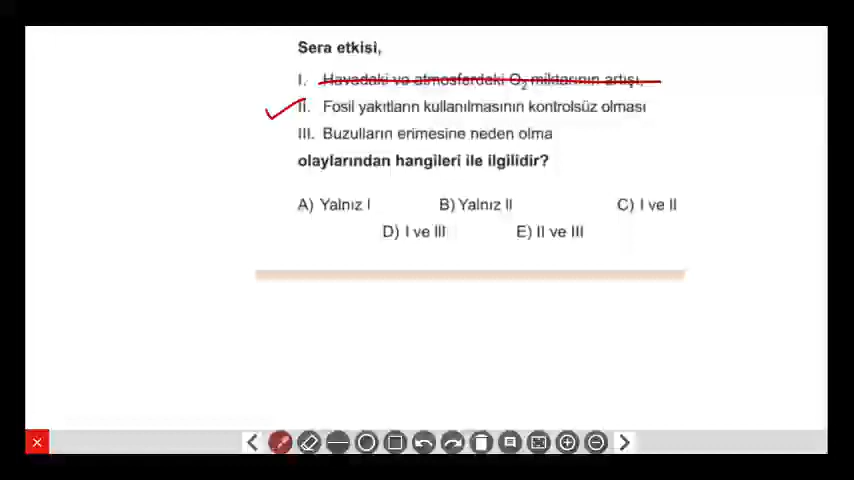 Sera etkisi,
I. Havadaki ve atmosferdeki O2 miktarının artışı,
II. Fosil yakıtların kullanılmasının kontrolsüz olması
III. Buzulların erimesine neden olma
olaylarından hangileri ile ilgilidir?
A) Yalnız I B) Yalnız II C) I ve II
D) I ve III E) II ve III